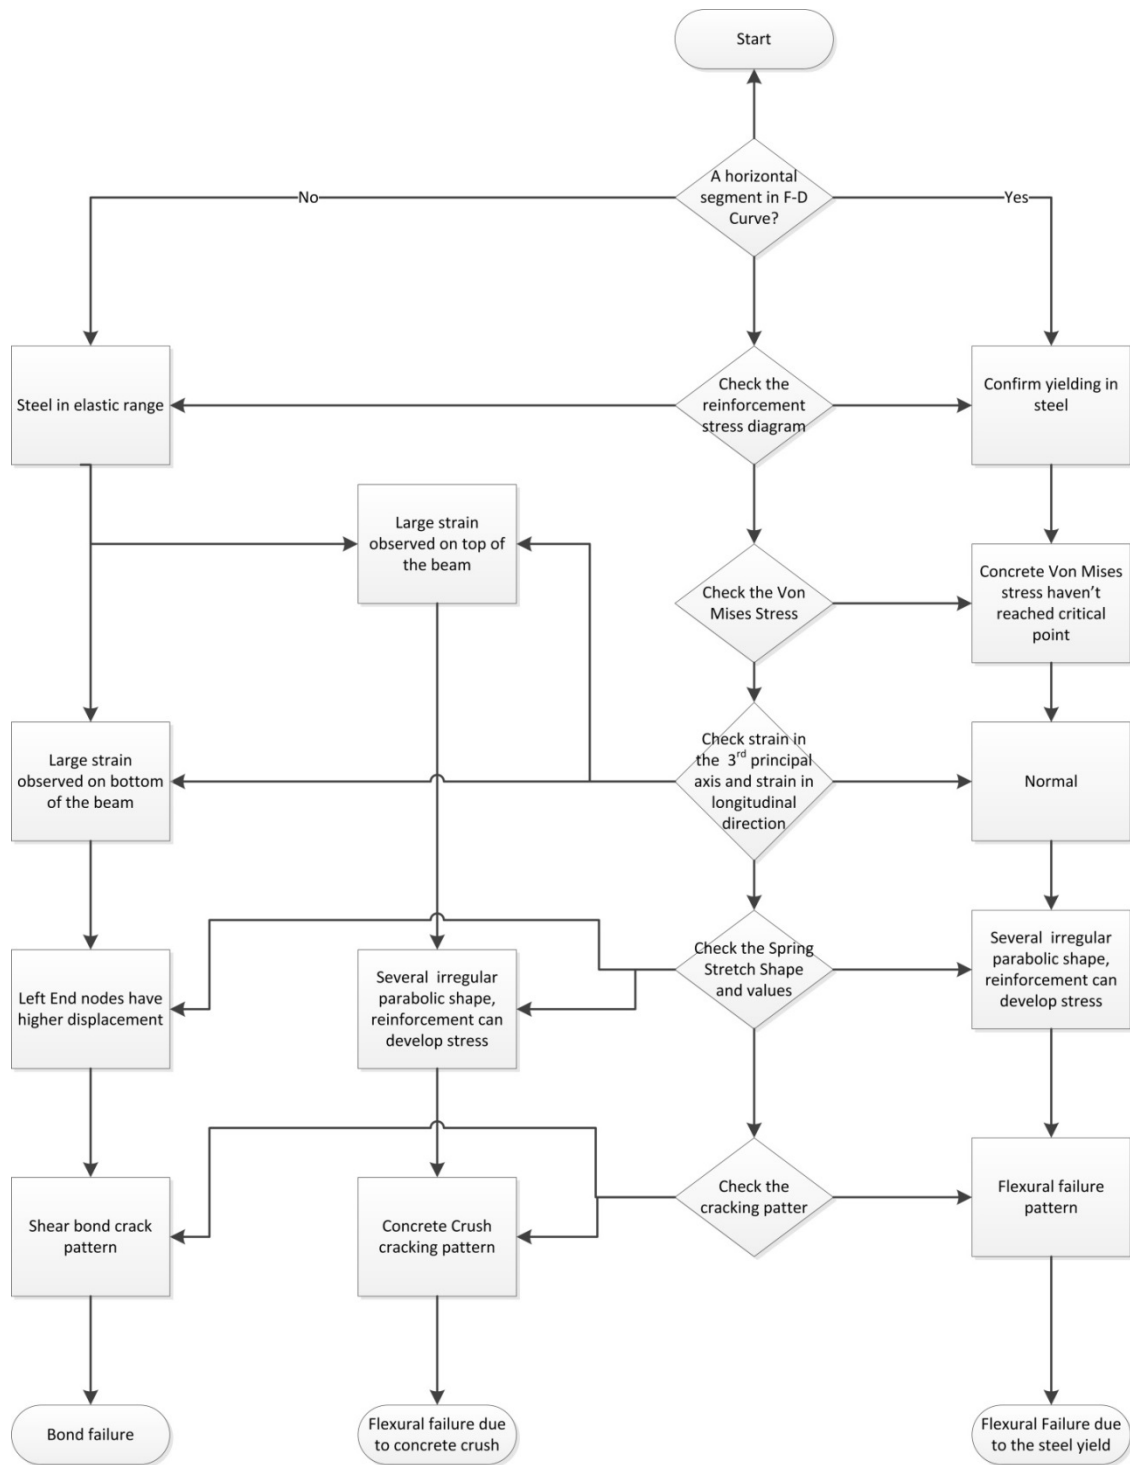 Start
A horizontal
segment in F-D
Curve?
No
Yes
Steel in elastic range
Check the
reinforcement
stress diagram
Confirm yielding in
steel
Large strain
observed on top of
the beam
Check the Von
Mises Stress
Concrete Von Mises
stress haven't
reached critical
point
Large strain
observed on bottom
of the beam
Check strain in
the 3rd principal
axis and strain in
longitudinal
direction
Normal
Left End nodes have
higher displacement
Several irregular
parabolic shape,
reinforcement can
develop stress
Check the Spring
Stretch Shape
and values
Several irregular
parabolic shape,
reinforcement can
develop stress
Shear bond crack
pattern
Concrete Crush
cracking pattern
Check the
cracking patter
Flexural failure
pattern
Bond failure
Flexural failure due
to concrete crush
Flexural Failure due
to the steel yield